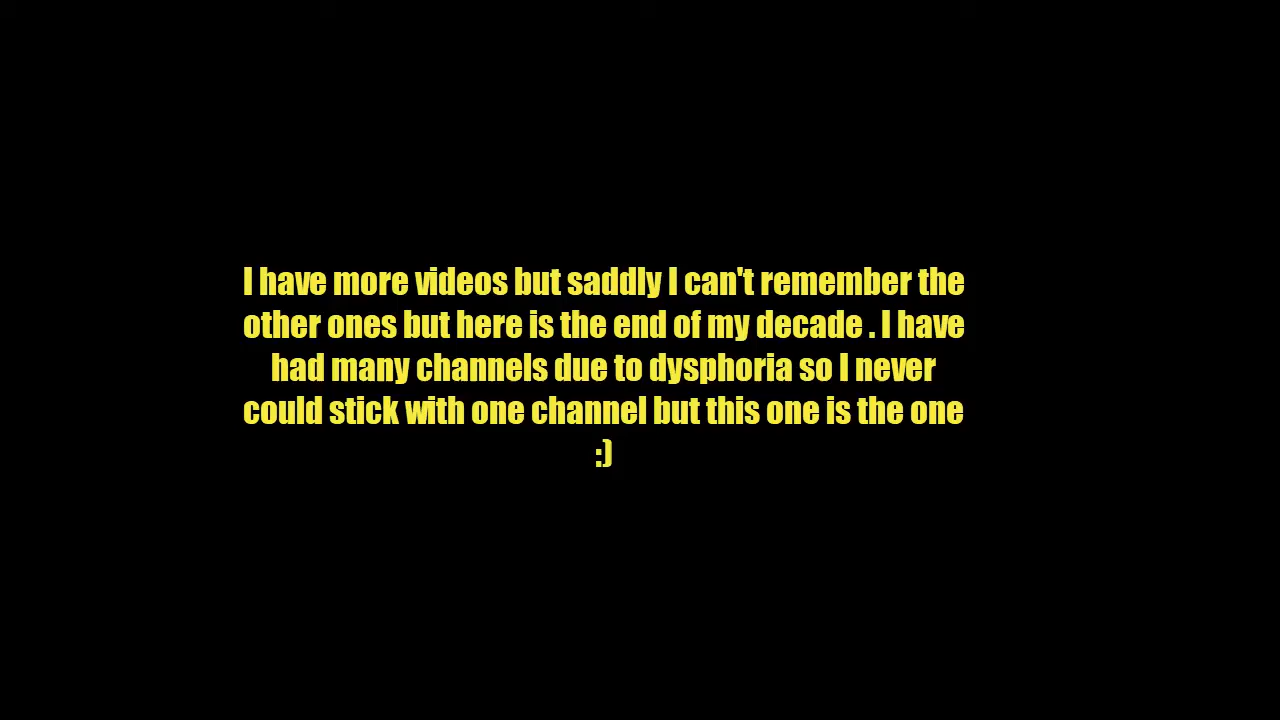 I have more videos but saddly I can't remember the
other ones but here is the end of my decade . I have
had many channels due to dysphoria so I never
could stick with one channel but this one is the one
;)